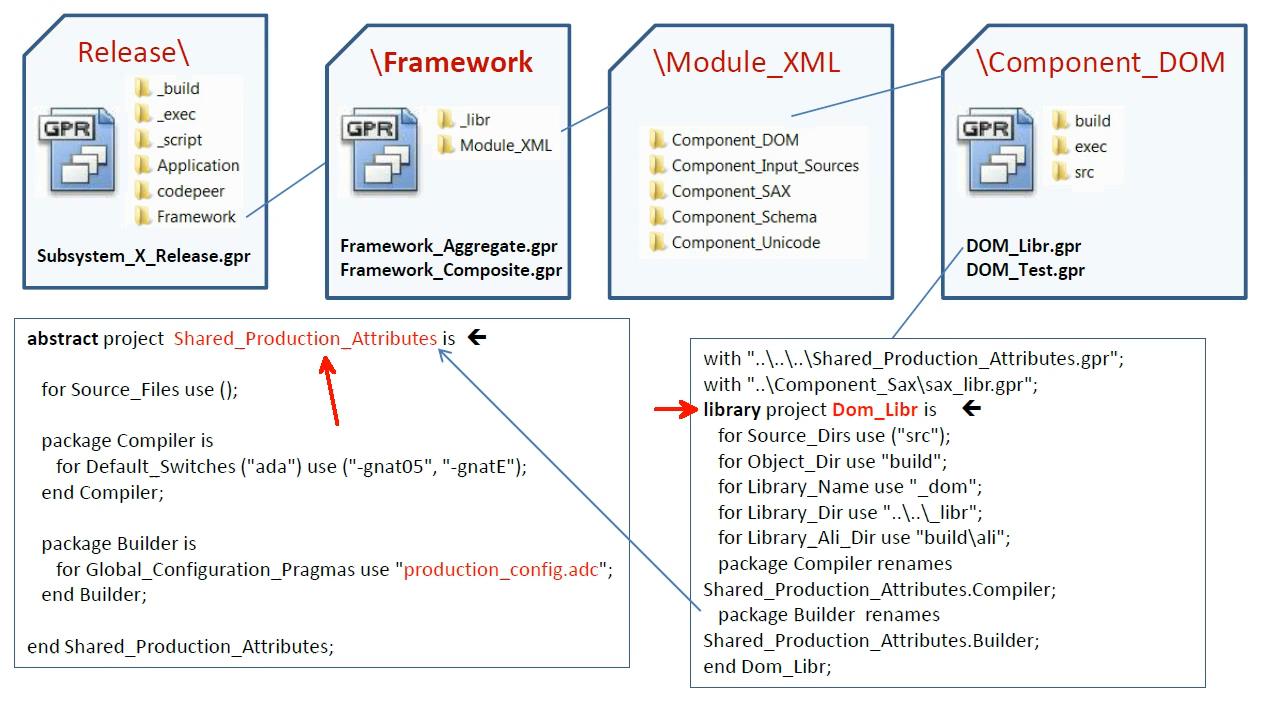 Release\
_build
_exec
GPR
_script
Application
codepeer
Framework
Subsystem_X_Release.gpr
\Framework
GPR
_libr
Module_XML
Framework_Aggregate.gpr
Framework_Composite.gpr
\Module_XML
Component_DOM
Component_Input_Sources
Component_SAX
Component_Schema
Component_Unicode
\Component_DOM
GPR
build
exec
src
DOM_Libr.gpr
DOM_Test.gpr
abstract project Shared_Production_Attributes is ←
for Source_Files use ();
package Compiler is
for Default_Switches ("ada") use ("-gnat05", "-gnatE");
end Compiler;
package Builder is
for Global_Configuration_Pragmas use "production_config.adc";
end Builder;
end Shared_Production_Attributes;
with "..\..\..\Shared_Production_Attributes.gpr";
with "..\Component_Sax\sax_libr.gpr";
library project Dom_Libr is ←
for Source_Dirs use ("src");
for Object_Dir use "build";
for Library_Name use "_dom";
for Library_Dir use "..\..\_libr";
for Library_Ali_Dir use "build\ali";
package Compiler renames
Shared_Production_Attributes.Compiler;
package Builder renames
Shared_Production_Attributes.Builder;
end Dom_Libr;